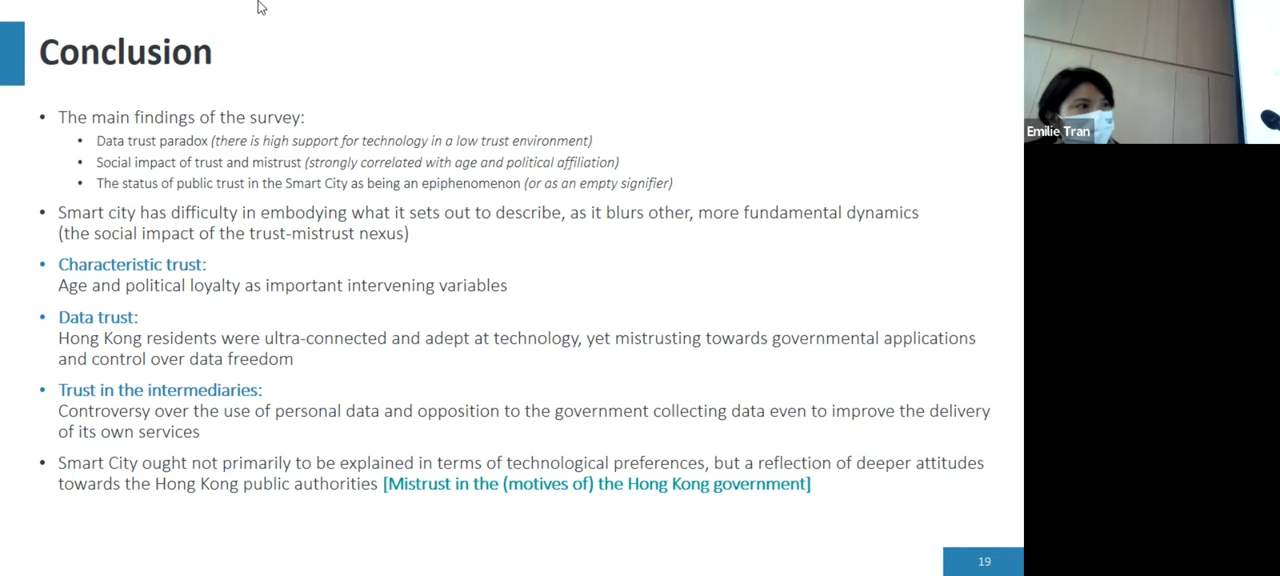 Conclusion
• The main findings of the survey:
• Data trust paradox (there is high support for technology in a low trust environment)
• Social impact of trust and mistrust (strongly correlated with age and political affiliation)
• The status of public trust in the Smart City as being an epiphenomenon (or as an empty signifier)
• Smart city has difficulty in embodying what it sets out to describe, as it blurs other, more fundamental dynamics
(the social impact of the trust-mistrust nexus)
• Characteristic trust:
Age and political loyalty as important intervening variables
• Data trust:
Hong Kong residents were ultra-connected and adept at technology, yet mistrusting towards governmental applications
and control over data freedom
• Trust in the intermediaries:
Controversy over the use of personal data and opposition to the government collecting data even to improve the delivery
of its own services
• Smart City ought not primarily to be explained in terms of technological preferences, but a reflection of deeper attitudes
towards the Hong Kong public authorities [Mistrust in the (motives of) the Hong Kong government]
19
Emilie Tran